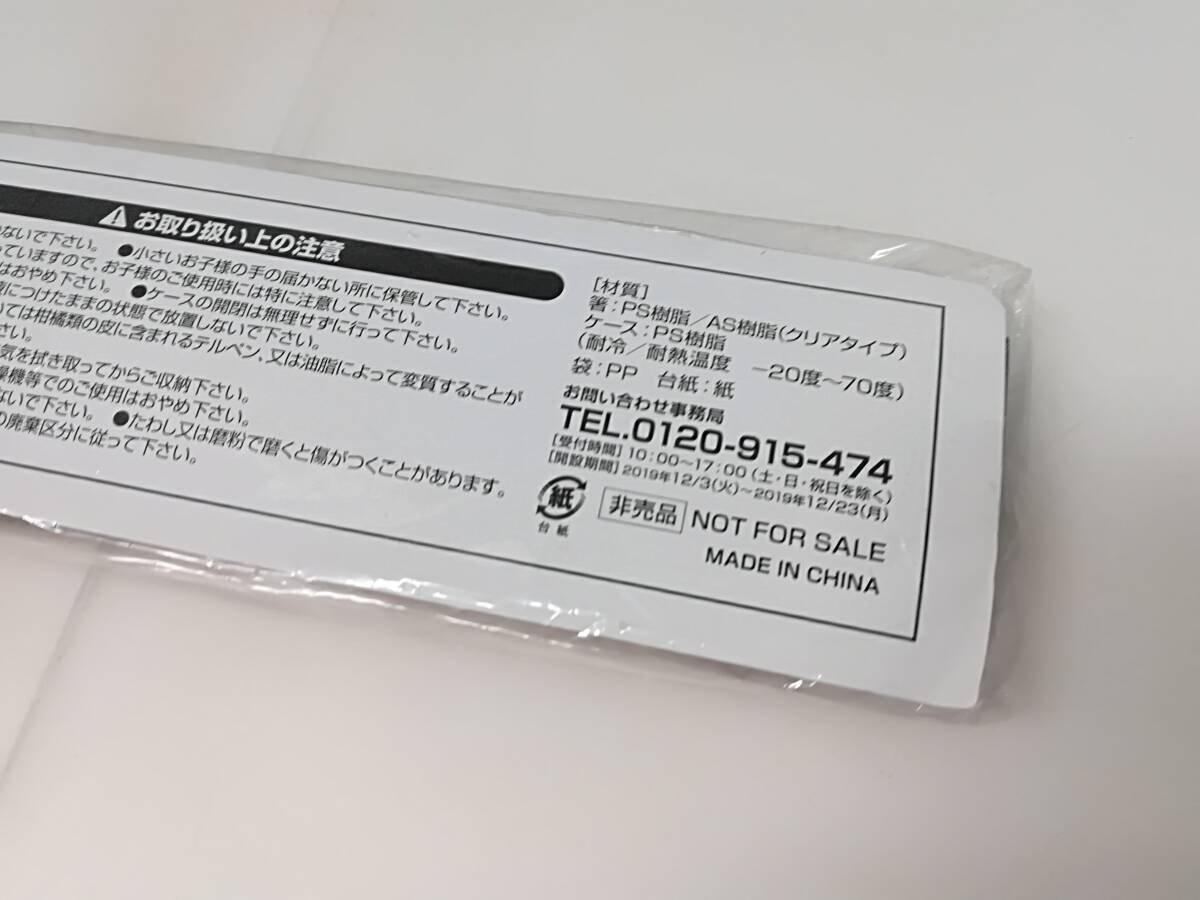 ⚠お取り扱い上の注意
ないで下さい。 ●小さいお子様の手の届かない所に保管して下さい。
っていますので、お子様のご使用時には特に注意して下さい。
はおやめ下さい。 ●ケースの開閉は無理せずに行って下さい。
につけたままの状態で放置しないで下さい。
ては柑橘類の皮に含まれるテルペン、又は油脂によって変質することが
さい。
気を拭き取ってからご収納下さい。
燥機等でのご使用はおやめ下さい。
ないで下さい。 ●たわし又は磨粉で磨くと傷がつくことがあります。
の廃棄区分に従って下さい。
[材質]
箸:PS樹脂/AS樹脂(クリアタイプ)
ケース:PS樹脂
(耐冷/耐熱温度 −20度〜70度)
袋:PP 台紙:紙
お問い合わせ事務局
TEL.0120-915-474
[受付時間] 10:00〜17:00 (土・日・祝日を除く)
[開設期間] 2019年12/3(火)〜2019年12/23(月)
紙
台紙
非売品 NOT FOR SALE
MADE IN CHINA